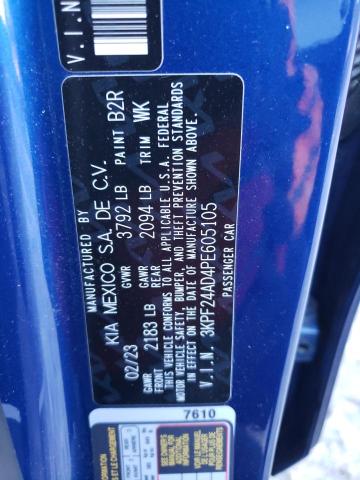 V.I.N
MANUFACTURED BY
KIA MEXICO S.A. DE C.V.
02/23 GVWR 3792 LB PAINT B2R
GAWR FRONT 2183 LB GAWR REAR 2094 LB TRIM WK
THIS VEHICLE CONFORMS TO ALL APPLICABLE U.S.A. FEDERAL
MOTOR VEHICLE SAFETY, BUMPER, AND THEFT PREVENTION STANDARDS
IN EFFECT ON THE DATE OF MANUFACTURE SHOWN ABOVE.
V.I.N. 3KPF24AD4PE605105
PASSENGER CAR
7610